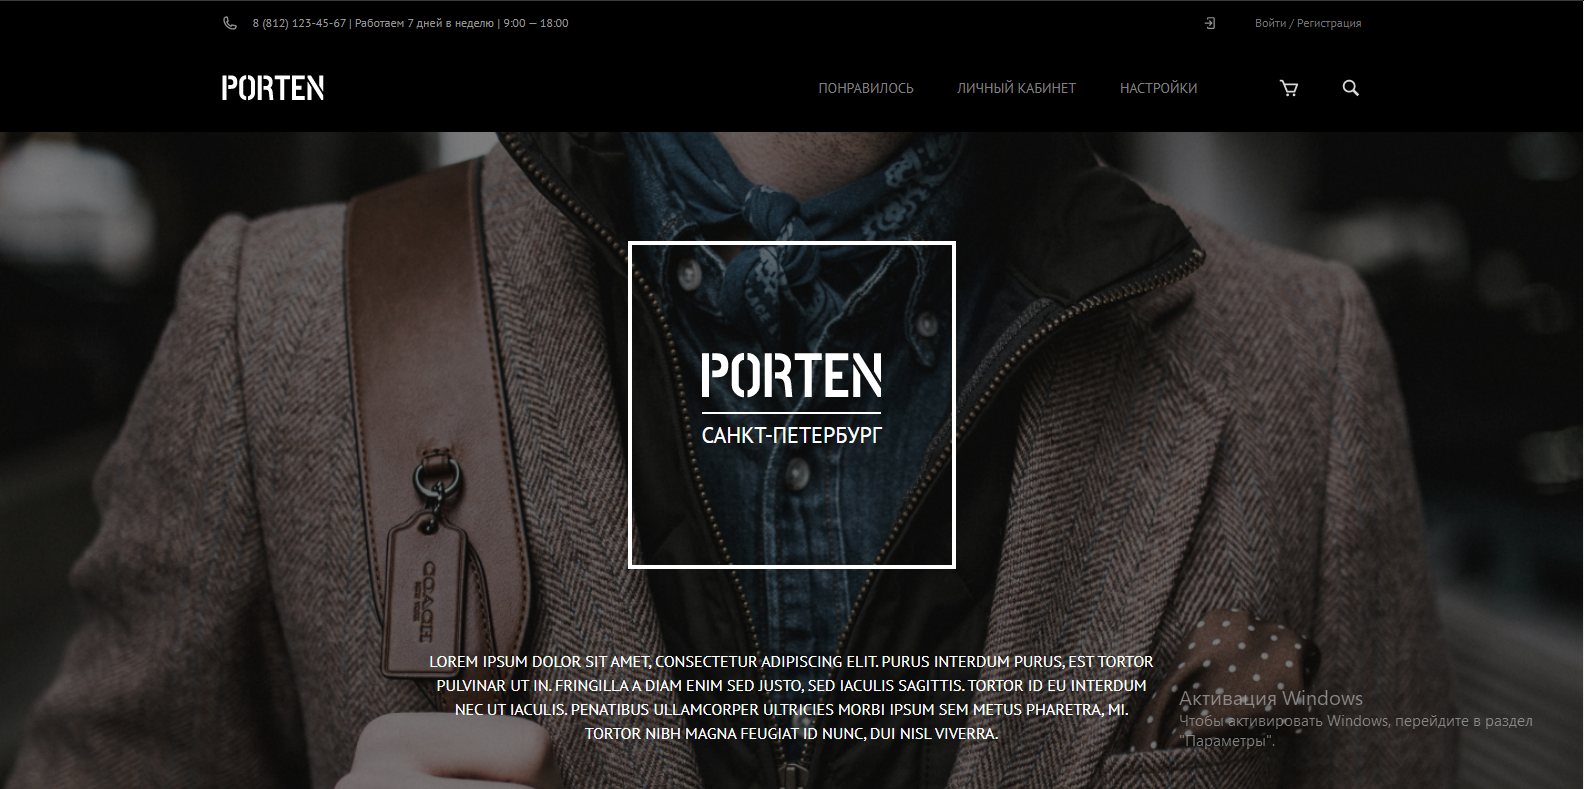 8 (812) 123-45-67 | Работаем 7 дней в неделю | 9:00 — 18:00
Войти / Регистрация
PORTEN
ПОНРАВИЛОСЬ
ЛИЧНЫЙ КАБИНЕТ
НАСТРОЙКИ
PORTEN
САНКТ-ПЕТЕРБУРГ
COACH
LOREM IPSUM DOLOR SIT AMET, CONSECTETUR ADIPISCING ELIT. PURUS INTERDUM PURUS, EST TORTOR
PULVINAR UT IN. FRINGILLA A DIAM ENIM SED JUSTO, SED IACULIS SAGITTIS. TORTOR ID EU INTERDUM
NEC UT IACULIS. PENATIBUS ULLAMCORPER ULTRICIES MORBI IPSUM SEM METUS PHARETRA, MI.
TORTOR NIBH MAGNA FEUGIAT ID NUNC, DUI NISL VIVERRA.
Активация Windows
Чтобы активировать Windows, перейдите в раздел
"Параметры".